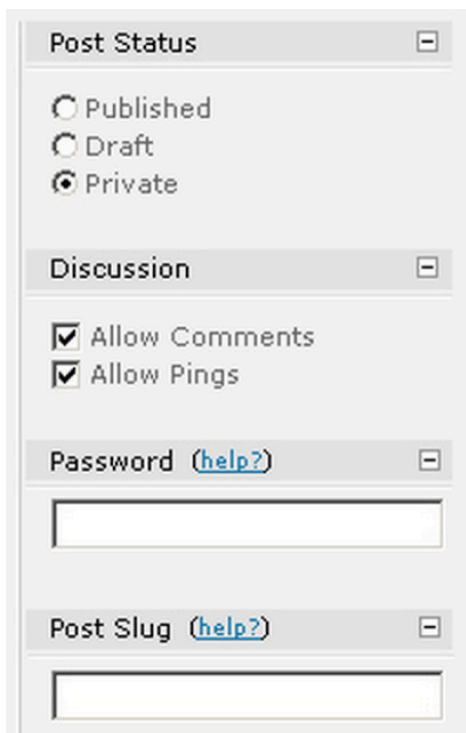 Post Status
Published
Draft
Private
Discussion
Allow Comments
Allow Pings
Password (help?)
Post Slug (help?)